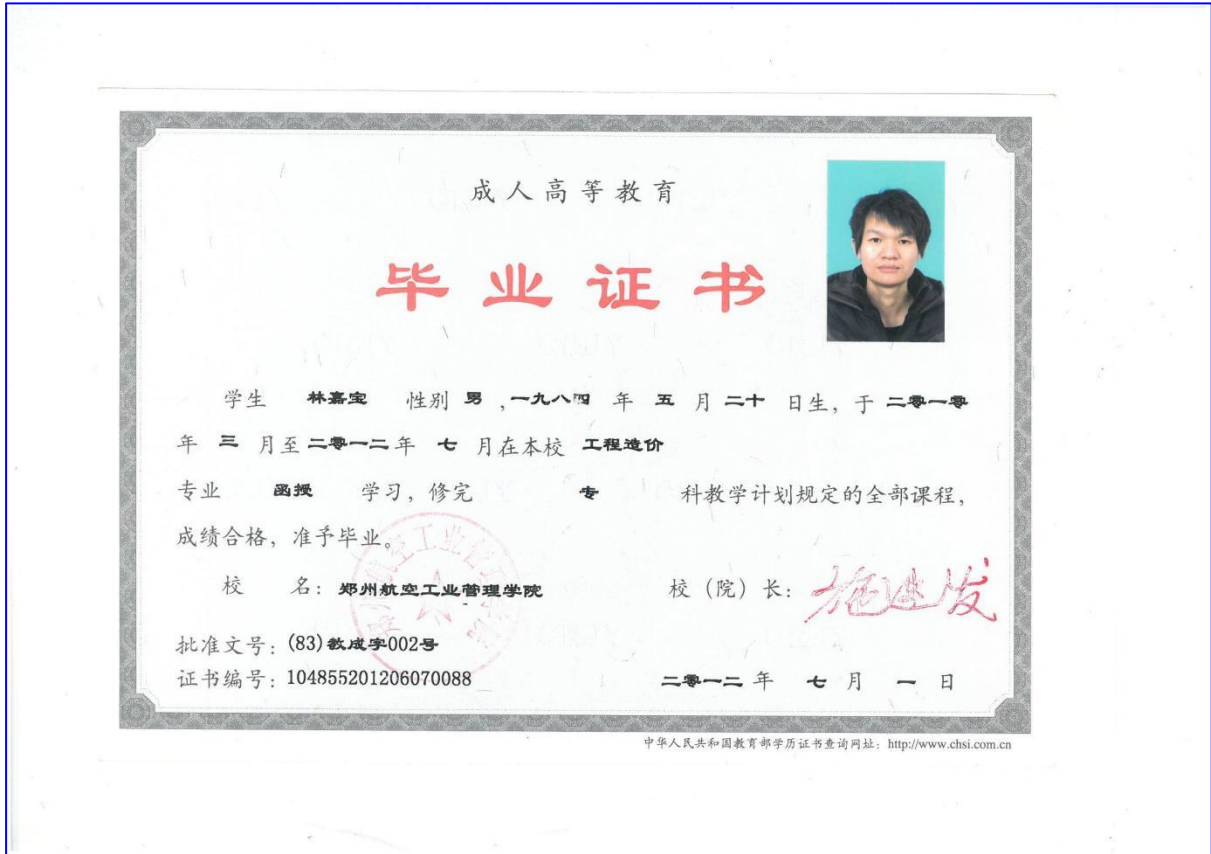 成人高等教育
毕业证书
学生 林嘉宝 性别 男 ,一九八四 年 五 月 二十 日生, 于 二零一零
年 三 月至 二零一二 年 七 月在本校 工程造价
专业 函授 学习, 修完 专 科教学计划规定的全部课程,
成绩合格, 准予毕业。
校 名: 郑州航空工业管理学院 校 (院) 长: 施进发
批准文号: (83)教成字002号
证书编号: 104855201206070088 二零一二 年 七 月 一 日
中华人民共和国教育部学历证书查询网址: http://www.chsi.com.cn